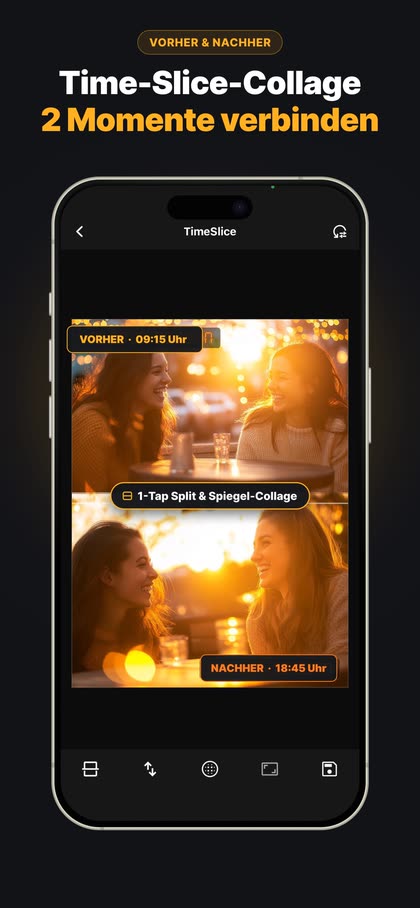 VORHER & NACHHER
Time-Slice-Collage
2 Momente verbinden
TimeSlice
VORHER · 09:15 Uhr
1-Tap Split & Spiegel-Collage
NACHHER · 18:45 Uhr